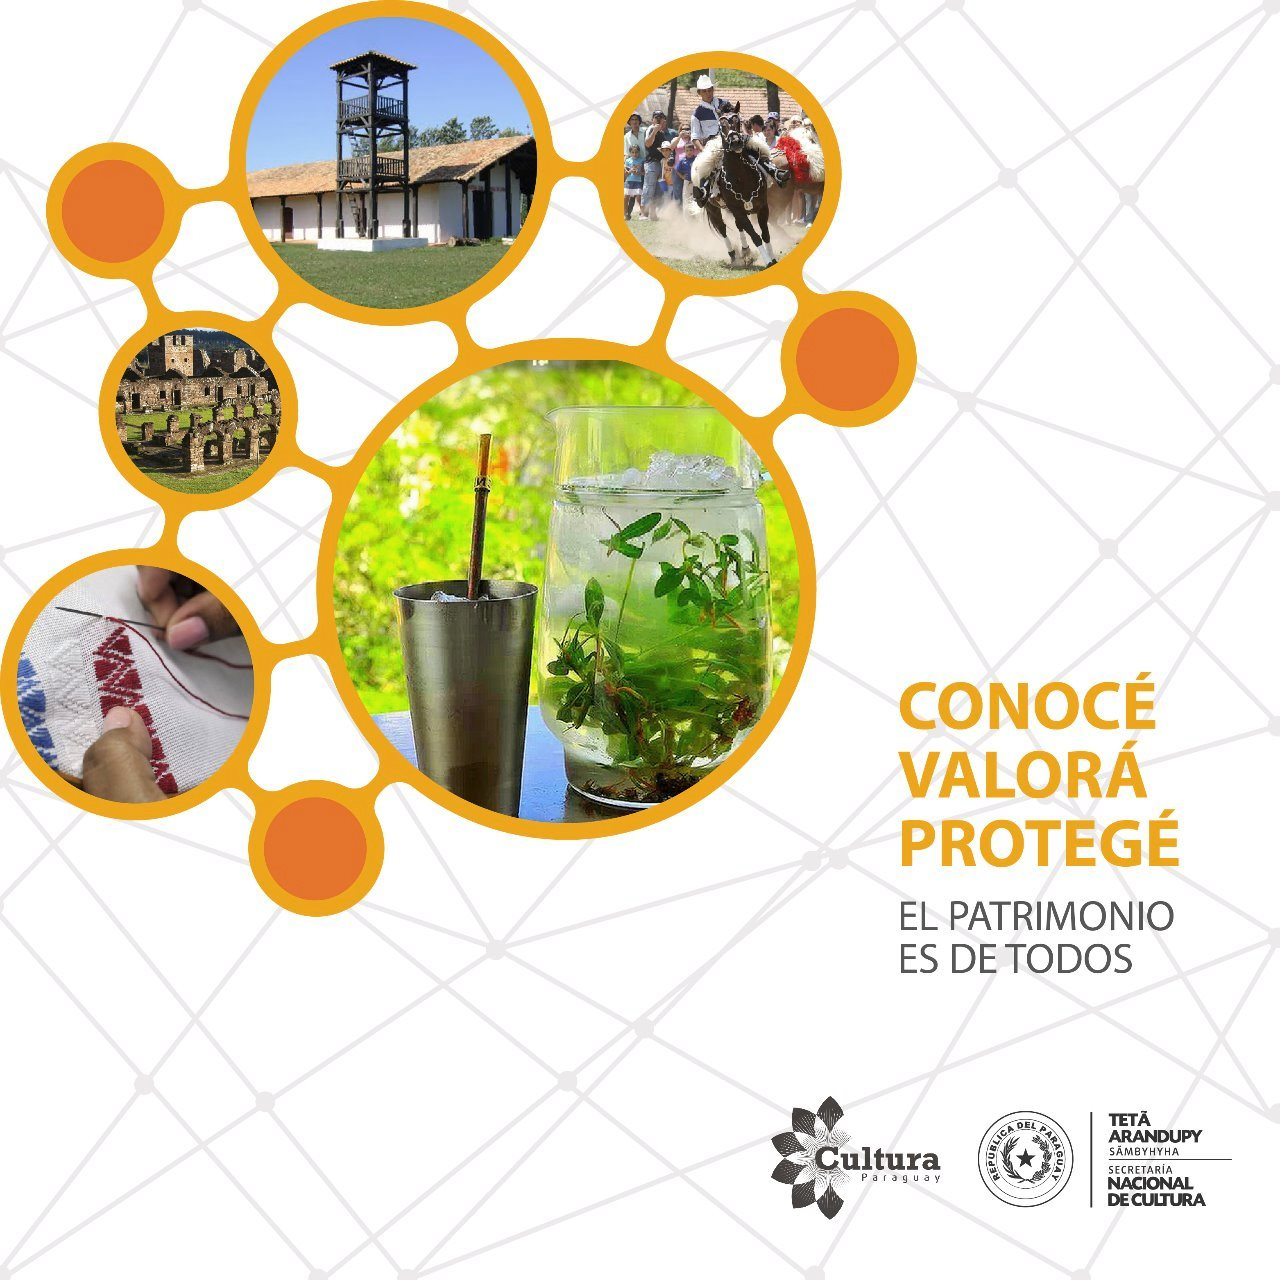 CONOCÉ
VALORÁ
PROTEGÉ
EL PATRIMONIO
ES DE TODOS
Cultura
Paraguay
REPUBLICA DEL PARAGUAY
TETÃ
ARANDUPY
SÃMBYHYHA
SECRETARÍA
NACIONAL
DE CULTURA